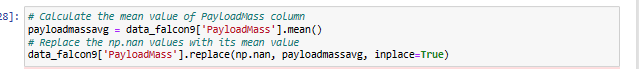 28]: # Calculate the mean value of PayloadMass column
payloadmassavg = data_falcon9['PayloadMass'].mean()
# Replace the np.nan values with its mean value
data_falcon9['PayloadMass'].replace(np.nan, payloadmassavg, inplace=True)